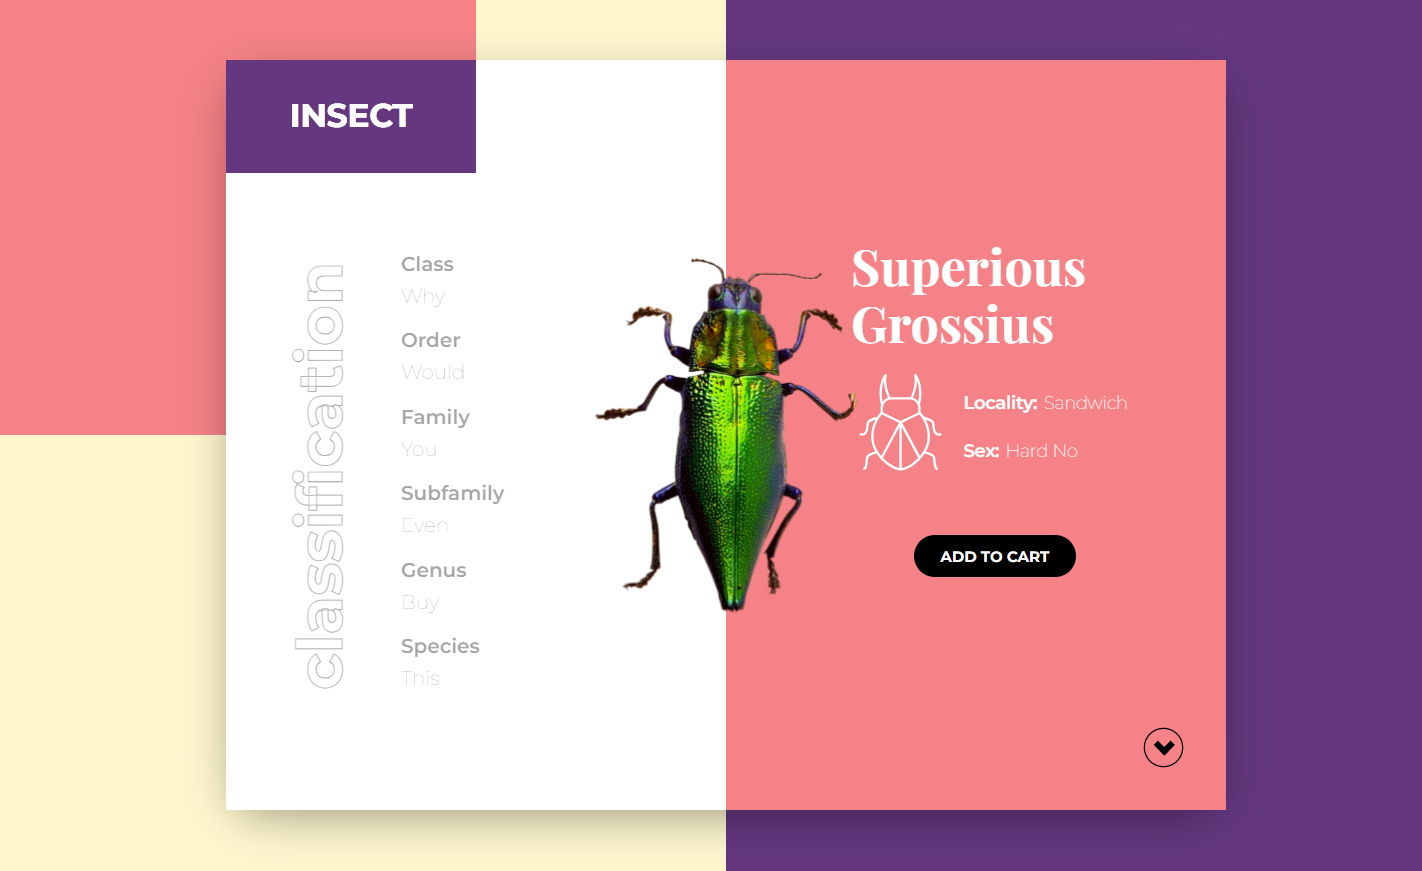 INSECT
classification
Class
Why
Order
Would
Family
You
Subfamily
Even
Genus
Buy
Species
This
Superious
Grossius
Locality: Sandwich
Sex: Hard No
ADD TO CART